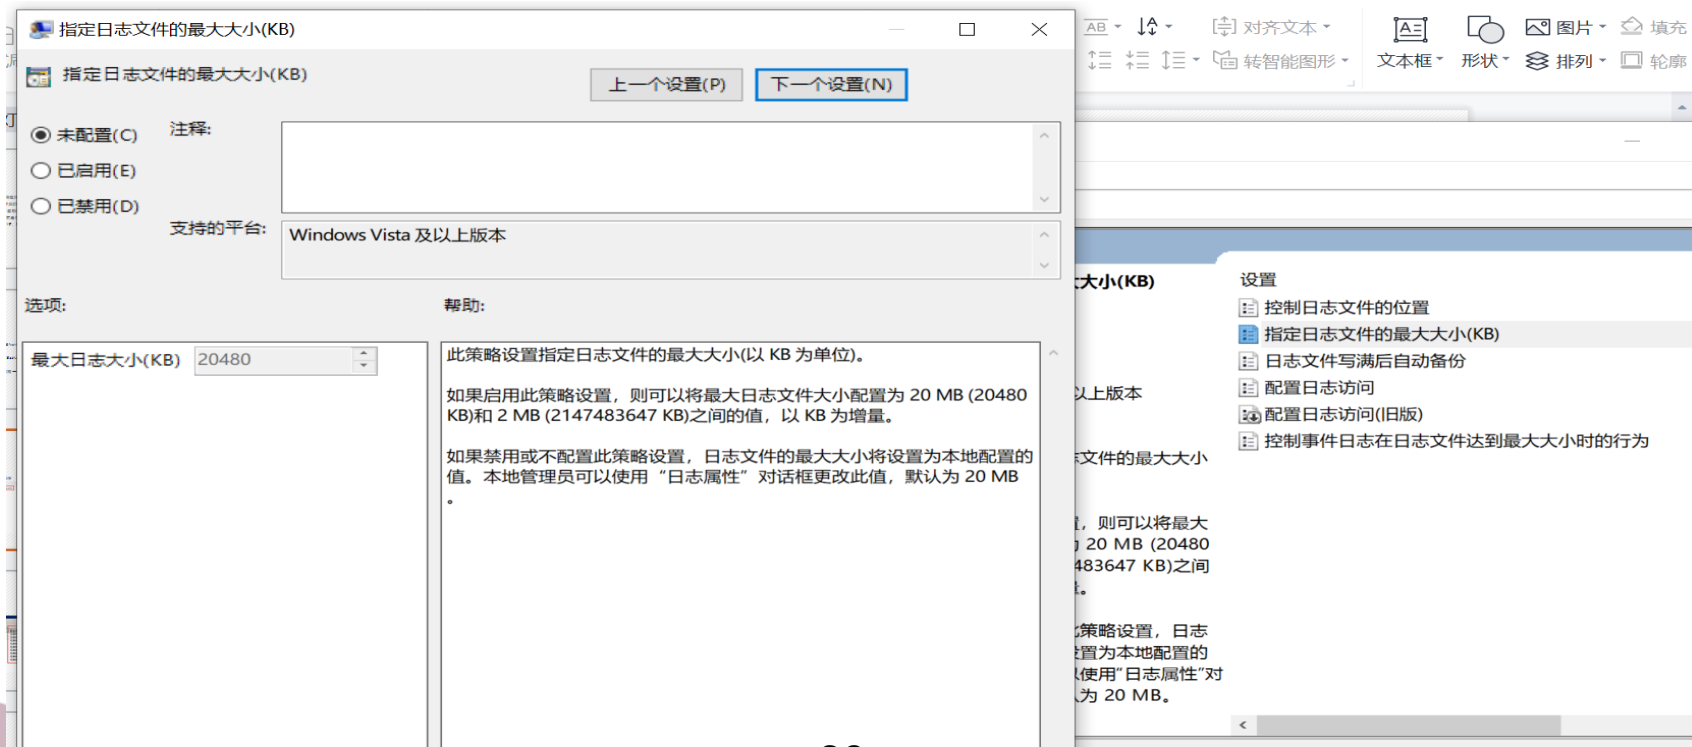 指定日志文件的最大大小(KB)
指定日志文件的最大大小(KB)
上一个设置(P)
下一个设置(N)
未配置(C)
已启用(E)
已禁用(D)
注释:
支持的平台:
Windows Vista 及以上版本
选项:
帮助:
最大日志大小(KB)
20480
此策略设置指定日志文件的最大大小(以 KB 为单位)。
如果启用此策略设置，则可以将最大日志文件大小配置为 20 MB (20480
KB)和 2 MB (2147483647 KB)之间的值，以 KB 为增量。
如果禁用或不配置此策略设置，日志文件的最大大小将设置为本地配置的
值。本地管理员可以使用“日志属性”对话框更改此值，默认为 20 MB
。
AB
对齐文本
转智能图形
文本框
形状
图片
排列
填充
轮廓
大小(KB)
以上版本
文件的最大大小
，则可以将最大
20 MB (20480
483647 KB)之间
。
策略设置，日志
置为本地配置的
使用“日志属性”对
为 20 MB。
设置
控制日志文件的位置
指定日志文件的最大大小(KB)
日志文件写满后自动备份
配置日志访问
配置日志访问(旧版)
控制事件日志在日志文件达到最大大小时的行为